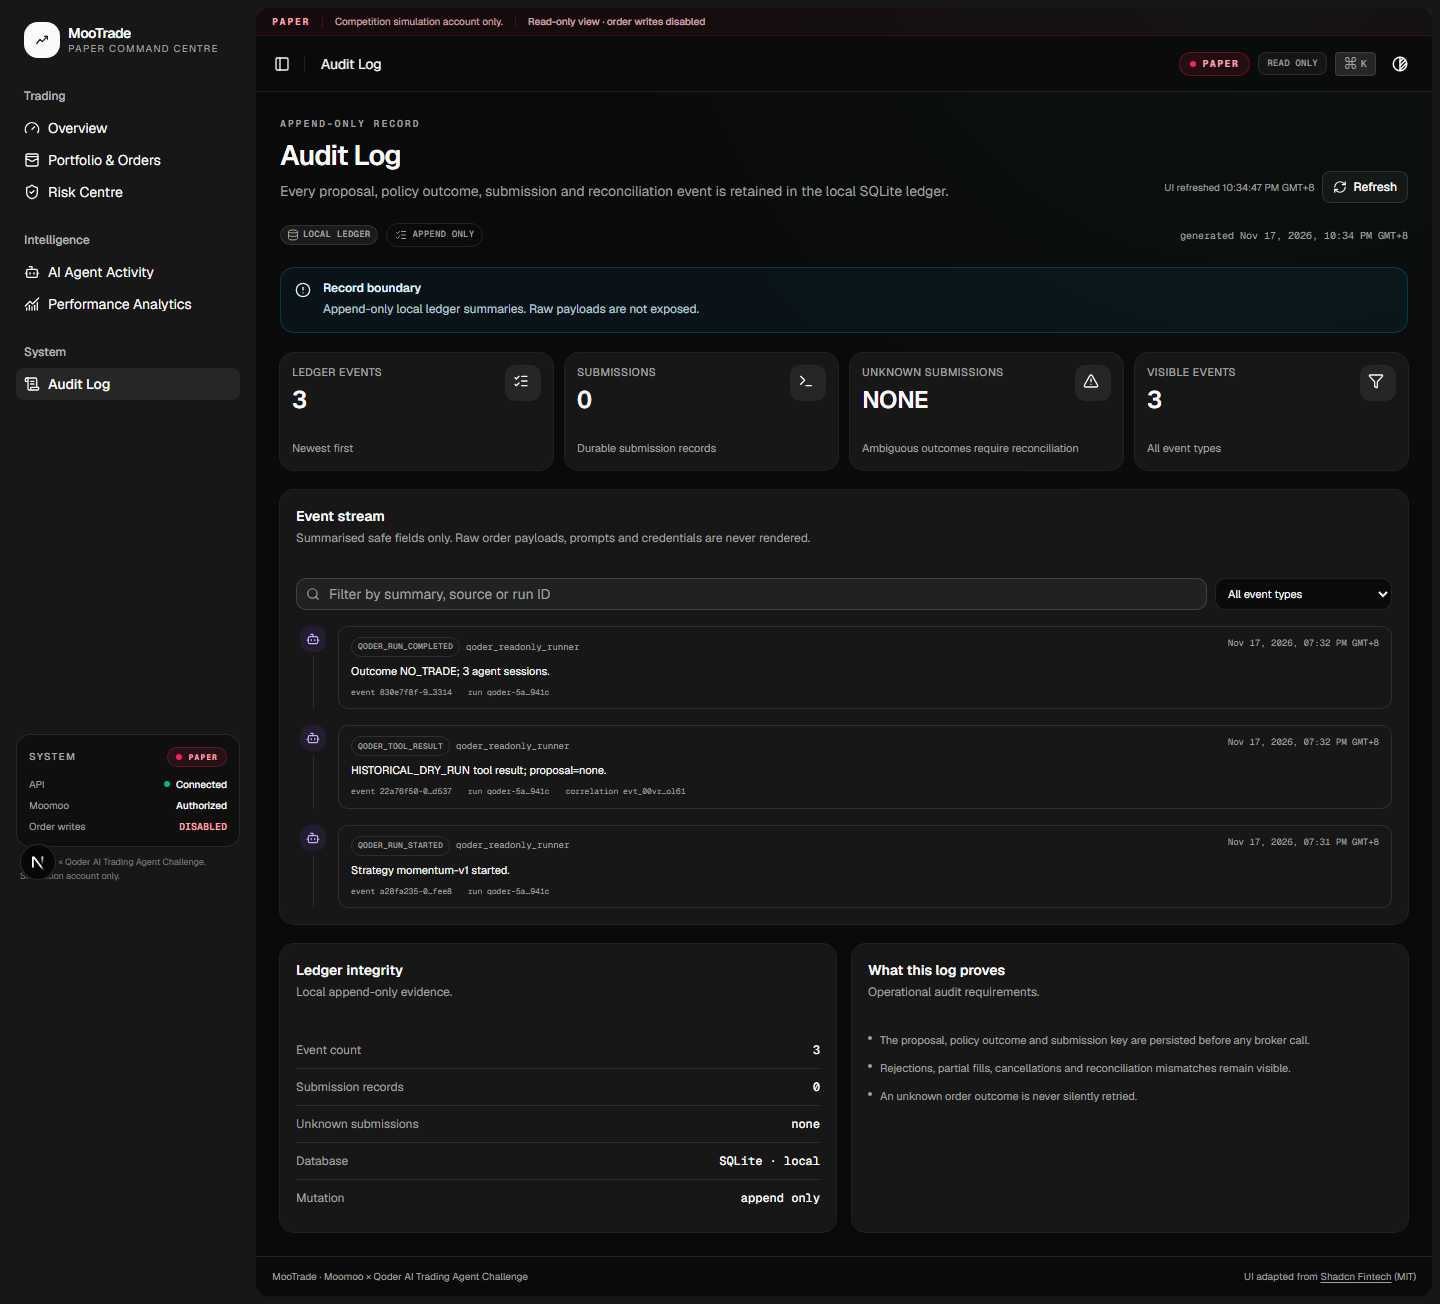 MooTrade
PAPER COMMAND CENTRE
Trading
Overview
Portfolio & Orders
Risk Centre
Intelligence
AI Agent Activity
Performance Analytics
System
Audit Log
SYSTEM
PAPER
API
Connected
Moomoo
Authorized
Order writes
DISABLED
N
× Qoder AI Trading Agent Challenge.
account only.
PAPER
Competition simulation account only.
Read-only view · order writes disabled
Audit Log
PAPER
READ ONLY
⌘ K
APPEND-ONLY RECORD
Audit Log
Every proposal, policy outcome, submission and reconciliation event is retained in the local SQLite ledger.
UI refreshed 10:34:47 PM GMT+8
Refresh
LOCAL LEDGER
APPEND ONLY
generated Nov 17, 2026, 10:34 PM GMT+8
Record boundary
Append-only local ledger summaries. Raw payloads are not exposed.
LEDGER EVENTS
3
Newest first
SUBMISSIONS
0
Durable submission records
UNKNOWN SUBMISSIONS
NONE
Ambiguous outcomes require reconciliation
VISIBLE EVENTS
3
All event types
Event stream
Summarised safe fields only. Raw order payloads, prompts and credentials are never rendered.
Filter by summary, source or run ID
All event types
QODER_RUN_COMPLETED qoder_readonly_runner
Nov 17, 2026, 07:32 PM GMT+8
Outcome NO_TRADE; 3 agent sessions.
event 830e7f8f-9…3314 run qoder-5a…941c
QODER_TOOL_RESULT qoder_readonly_runner
Nov 17, 2026, 07:32 PM GMT+8
HISTORICAL_DRY_RUN tool result; proposal=none.
event 22a76f50-0…d537 run qoder-5a…941c correlation evt_00vr…ol61
QODER_RUN_STARTED qoder_readonly_runner
Nov 17, 2026, 07:31 PM GMT+8
Strategy momentum-v1 started.
event a28fa235-0…fee8 run qoder-5a…941c
Ledger integrity
Local append-only evidence.
Event count
3
Submission records
0
Unknown submissions
none
Database
SQLite · local
Mutation
append only
What this log proves
Operational audit requirements.
• The proposal, policy outcome and submission key are persisted before any broker call.
• Rejections, partial fills, cancellations and reconciliation mismatches remain visible.
• An unknown order outcome is never silently retried.
MooTrade · Moomoo × Qoder AI Trading Agent Challenge
UI adapted from Shadcn Fintech (MIT)